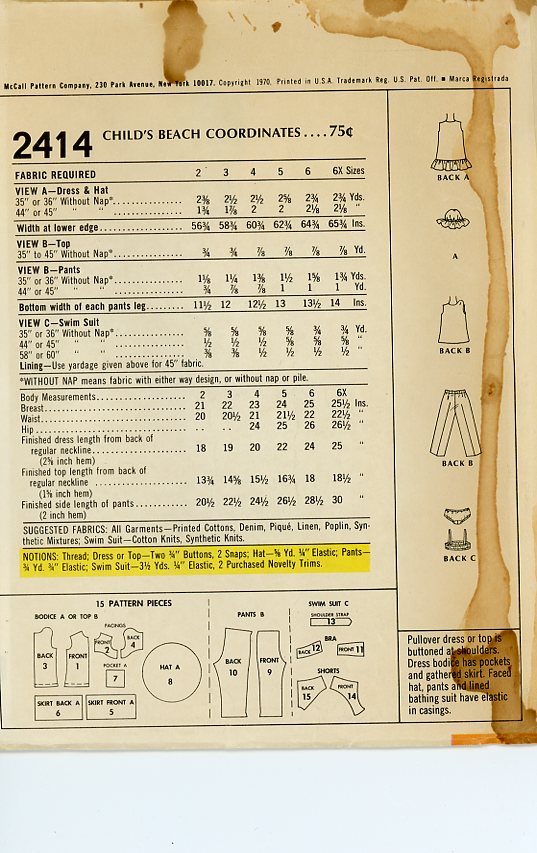 McCall Pattern Company, 230 Park Avenue, New York 10017. Copyright 1970, Printed in U.S.A. Trademark Reg. U.S. Pat. Off. ■ Marca Registrada
2414 CHILD'S BEACH COORDINATES....75¢
FABRIC REQUIRED 2 3 4 5 6 6X Sizes
VIEW A—Dress & Hat
35" or 36" Without Nap* 2⅜ 2½ 2½ 2⅝ 2¾ 2¾ Yds.
44" or 45" " " 1¾ 1⅞ 2 2 2⅛ 2⅛ "
Width at lower edge 56¾ 58¾ 60¾ 62¾ 64¾ 65¾ Ins.
VIEW B—Top
35" to 45" Without Nap* ¾ ¾ ⅞ ⅞ ⅞ ⅞ Yd.
VIEW B—Pants
35" or 36" Without Nap* 1⅛ 1¼ 1⅜ 1½ 1⅝ 1¾ Yds.
44" or 45" " " ¾ ⅞ ⅞ 1 1 1 Yd.
Bottom width of each pants leg 11½ 12 12½ 13 13½ 14 Ins.
VIEW C—Swim Suit
35" or 36" Without Nap* ⅝ ⅝ ⅝ ⅝ ¾ ¾ Yd.
44" or 45" " " ½ ½ ½ ⅝ ⅝ ⅝ "
58" or 60" " " ⅜ ⅜ ½ ½ ½ ½ "
Lining—Use yardage given above for 45" fabric.
*WITHOUT NAP means fabric with either way design, or without nap or pile.
Body Measurements 2 3 4 5 6 6X
Breast 21 22 23 24 25 25½ Ins.
Waist 20 20½ 21 21½ 22 22½ "
Hip .. .. 24 25 26 26½ "
Finished dress length from back of
regular neckline 18 19 20 22 24 25 "
(2⅝ inch hem)
Finished top length from back of
regular neckline 13¾ 14⅝ 15½ 16¾ 18 18½ "
(1⅝ inch hem)
Finished side length of pants 20½ 22½ 24½ 26½ 28½ 30 "
(2 inch hem)
SUGGESTED FABRICS: All Garments—Printed Cottons, Denim, Piqué, Linen, Poplin, Syn-
thetic Mixtures; Swim Suit—Cotton Knits, Synthetic Knits.
NOTIONS: Thread; Dress or Top—Two ¾" Buttons, 2 Snaps; Hat—⅝ Yd. ¼" Elastic; Pants—
¾ Yd. ¾" Elastic; Swim Suit—3½ Yds. ¼" Elastic, 2 Purchased Novelty Trims.
BACK A
A
BACK B
BACK B
BACK C
15 PATTERN PIECES
BODICE A OR TOP B
BACK
3
FRONT
1
FACINGS
FRONT
2
BACK
4
POCKET A
7
HAT A
8
SKIRT BACK A
6
SKIRT FRONT A
5
PANTS B
BACK
10
FRONT
9
SWIM SUIT C
SHOULDER STRAP
13
BRA
BACK 12
FRONT 11
SHORTS
BACK
15
FRONT
14
Pullover dress or top is
buttoned at shoulders.
Dress bodice has pockets
and gathered skirt. Faced
hat, pants and lined
bathing suit have elastic
in casings.